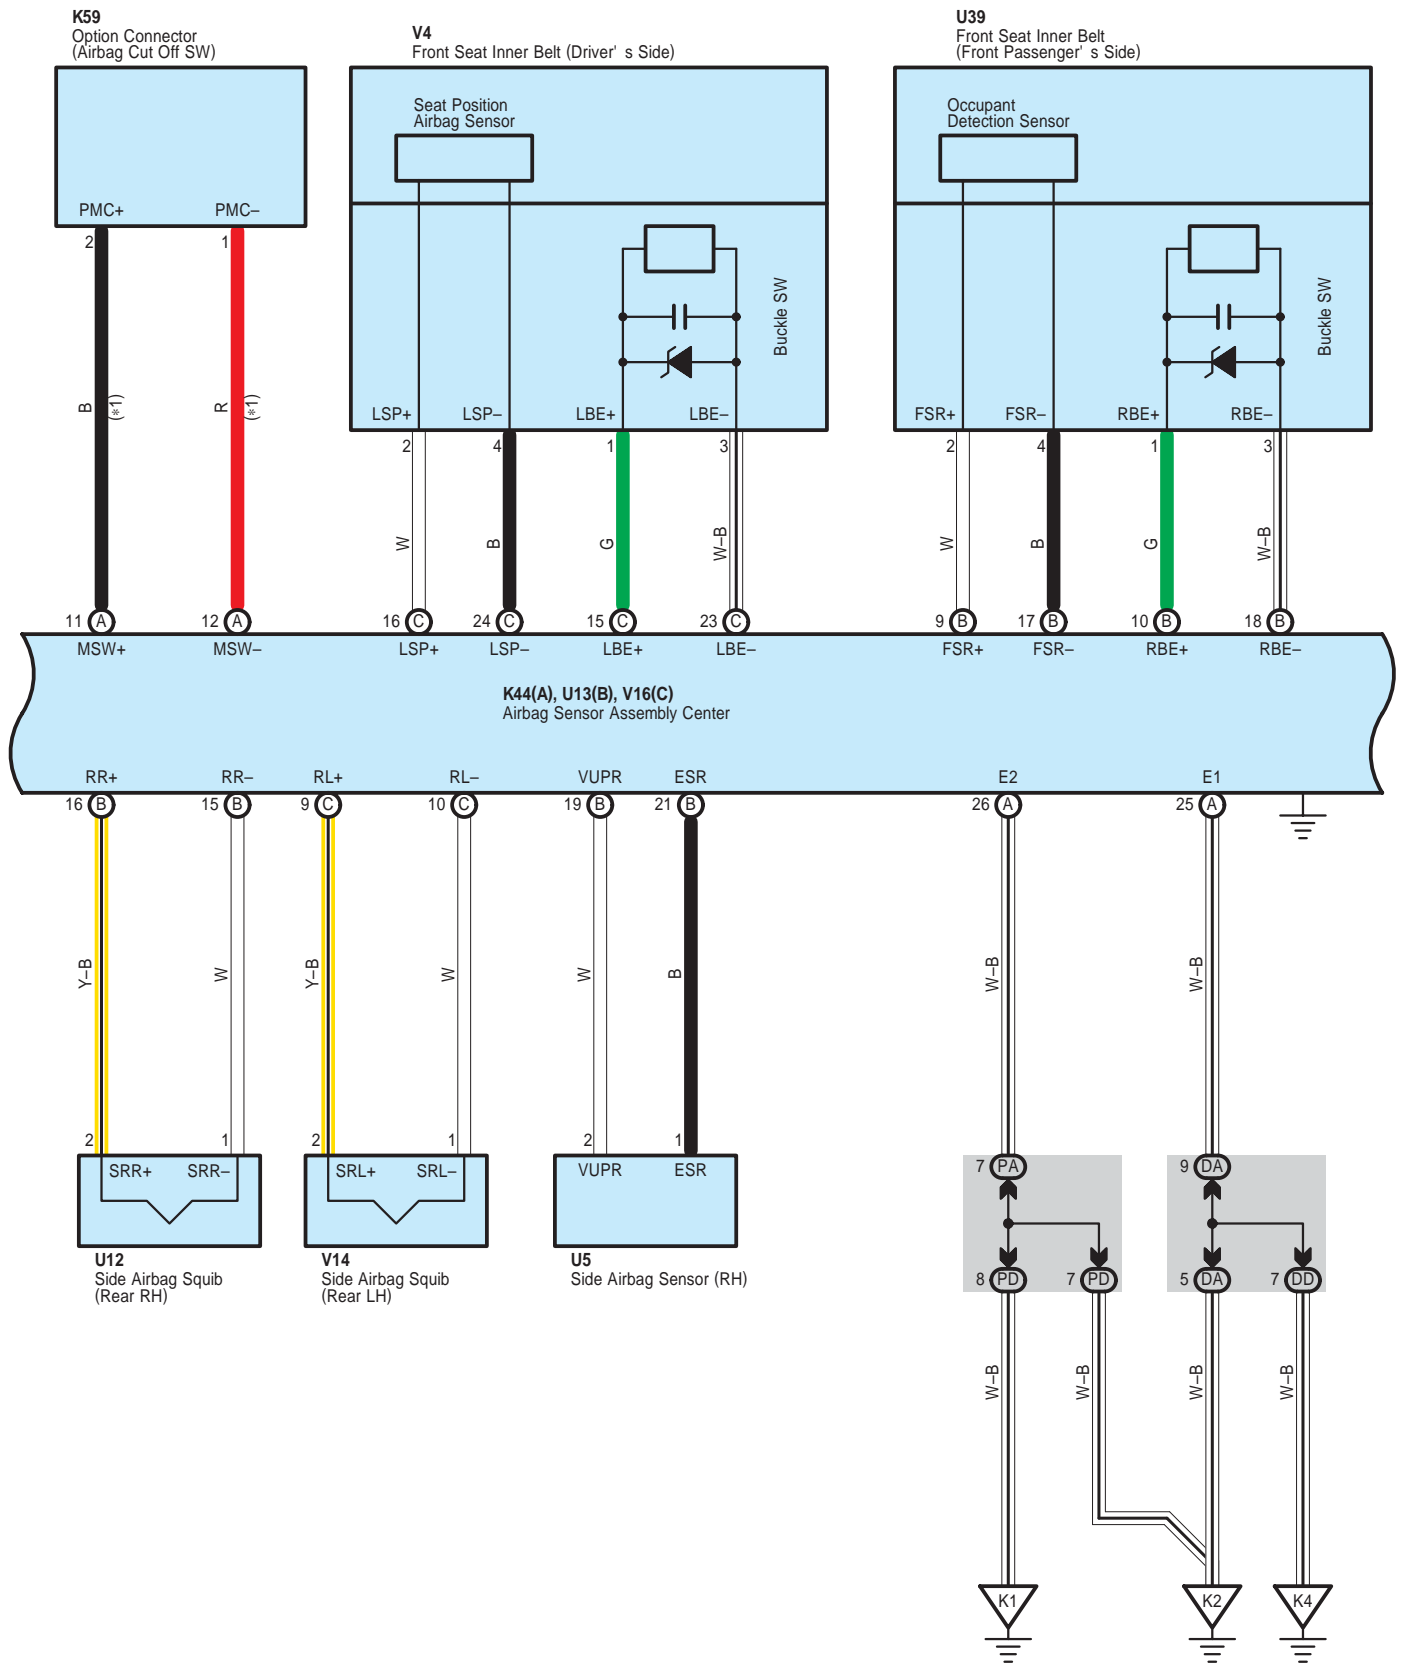 K59
Option Connector
(Airbag Cut Off SW)
V4
Front Seat Inner Belt (Driver' s Side)
U39
Front Seat Inner Belt
(Front Passenger' s Side)
Seat Position
Airbag Sensor
Occupant
Detection Sensor
PMC+ PMC–
2 1
Buckle SW
Buckle SW
LSP+ LSP– LBE+ LBE–
FSR+ FSR– RBE+ RBE–
2 4 1 3
2 4 1 3
B (*1) R (*1)
W B G W–B
W B G W–B
11 A 12 A 16 C 24 C 15 C 23 C 9 B 17 B 10 B 18 B
MSW+ MSW– LSP+ LSP– LBE+ LBE– FSR+ FSR– RBE+ RBE–
K44(A), U13(B), V16(C)
Airbag Sensor Assembly Center
RR+ RR– RL+ RL– VUPR ESR E2 E1
16 B 15 B 9 C 10 C 19 B 21 B 26 A 25 A
Y–B W Y–B W W B W–B W–B
2 1 2 1 2 1
SRR+ SRR– SRL+ SRL– VUPR ESR
7 PA 9 DA
U12
Side Airbag Squib
(Rear RH)
V14
Side Airbag Squib
(Rear LH)
U5
Side Airbag Sensor (RH)
8 PD 7 PD 5 DA 7 DD
W–B W–B W–B W–B
K1 K2 K4